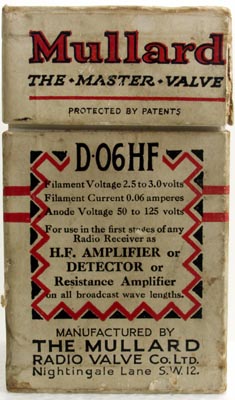 Mullard
THE·MASTER·VALVE
PROTECTED BY PATENTS
D·06HF
Filament Voltage 2.5 to 3.0 volts
Filament Current 0.06 amperes
Anode Voltage 50 to 125 volts
For use in the first stages of any
Radio Receiver as
H.F. AMPLIFIER or
DETECTOR or
Resistance Amplifier
on all broadcast wave lengths.
MANUFACTURED BY
THE MULLARD
RADIO VALVE CO. LTD.
Nightingale Lane S.W.12.